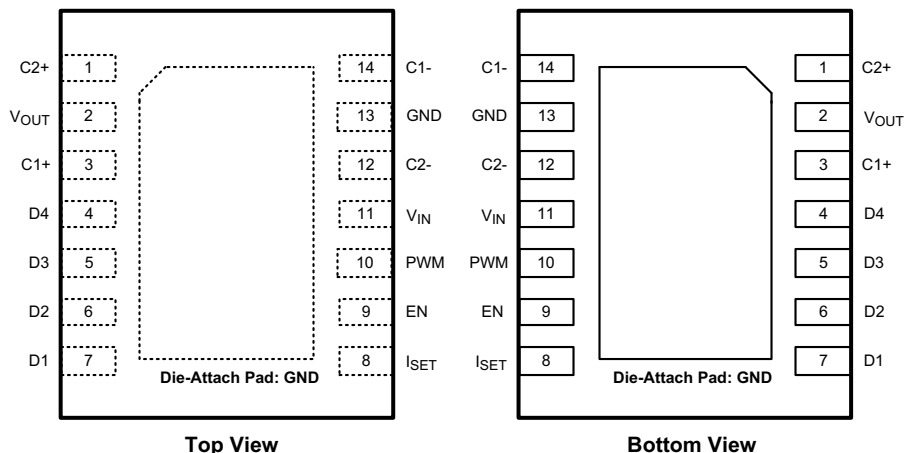 C2+ 1 14 C1- C1- 14 1 C2+
VOUT 2 13 GND GND 13 2 VOUT
C1+ 3 12 C2- C2- 12 3 C1+
D4 4 11 VIN VIN 11 4 D4
D3 5 10 PWM PWM 10 5 D3
D2 6 9 EN EN 9 6 D2
D1 7 8 ISET ISET 8 7 D1
Die-Attach Pad: GND Die-Attach Pad: GND
Top View Bottom View